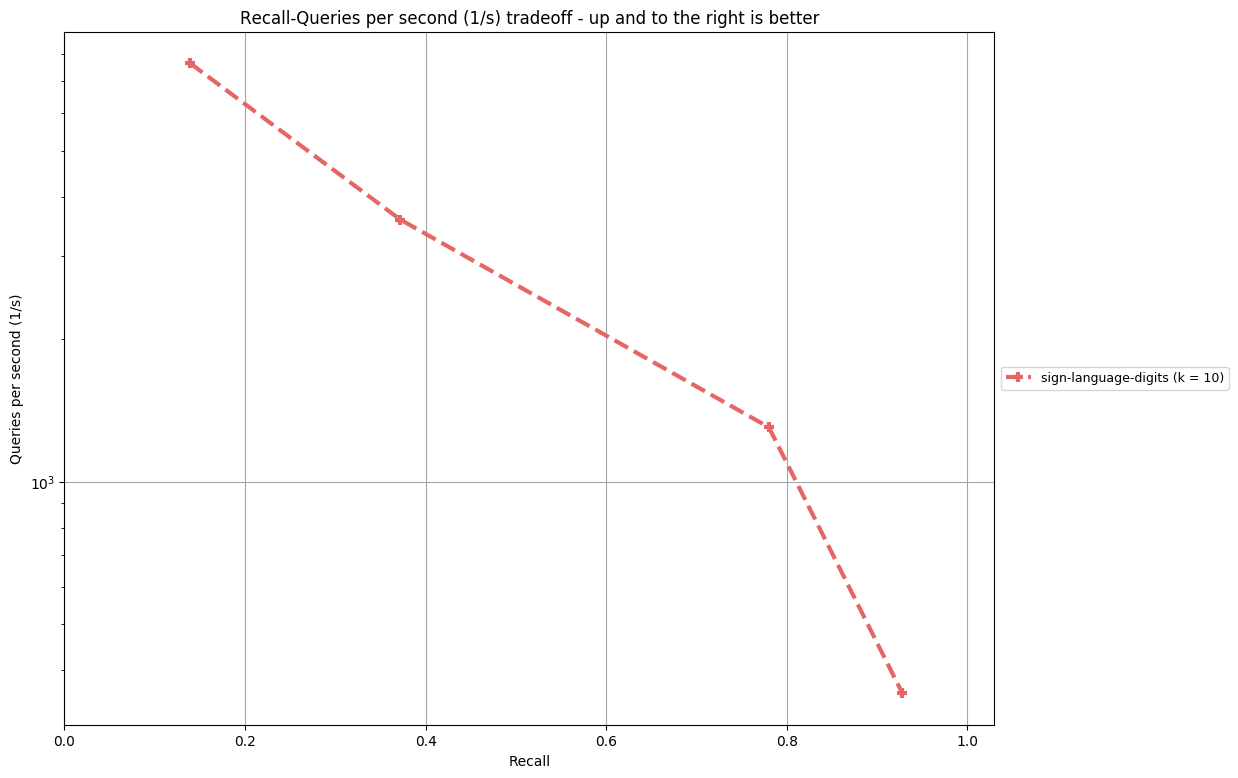 Recall-Queries per second (1/s) tradeoff - up and to the right is better
Queries per second (1/s)
10³
sign-language-digits (k = 10)
0.0 0.2 0.4 0.6 0.8 1.0
Recall